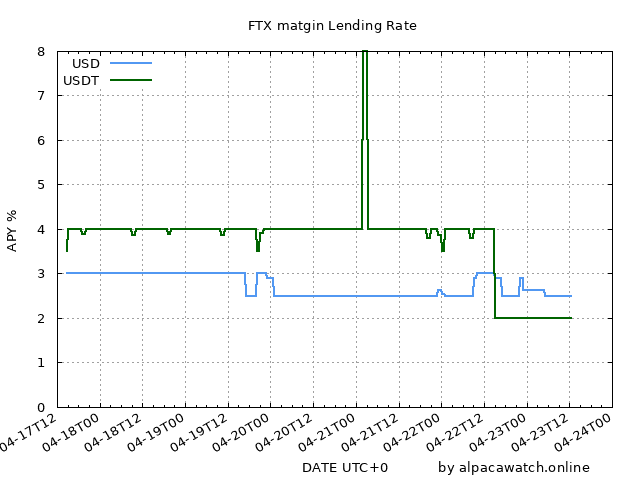 FTX matgin Lending Rate
USD
USDT
8
7
6
5
4
3
2
1
0
APY %
04-17T12
04-18T00
04-18T12
04-19T00
04-19T12
04-20T00
04-20T12
04-21T00
04-21T12
04-22T00
04-22T12
04-23T00
04-23T12
04-24T00
DATE UTC+0
by alpacawatch.online